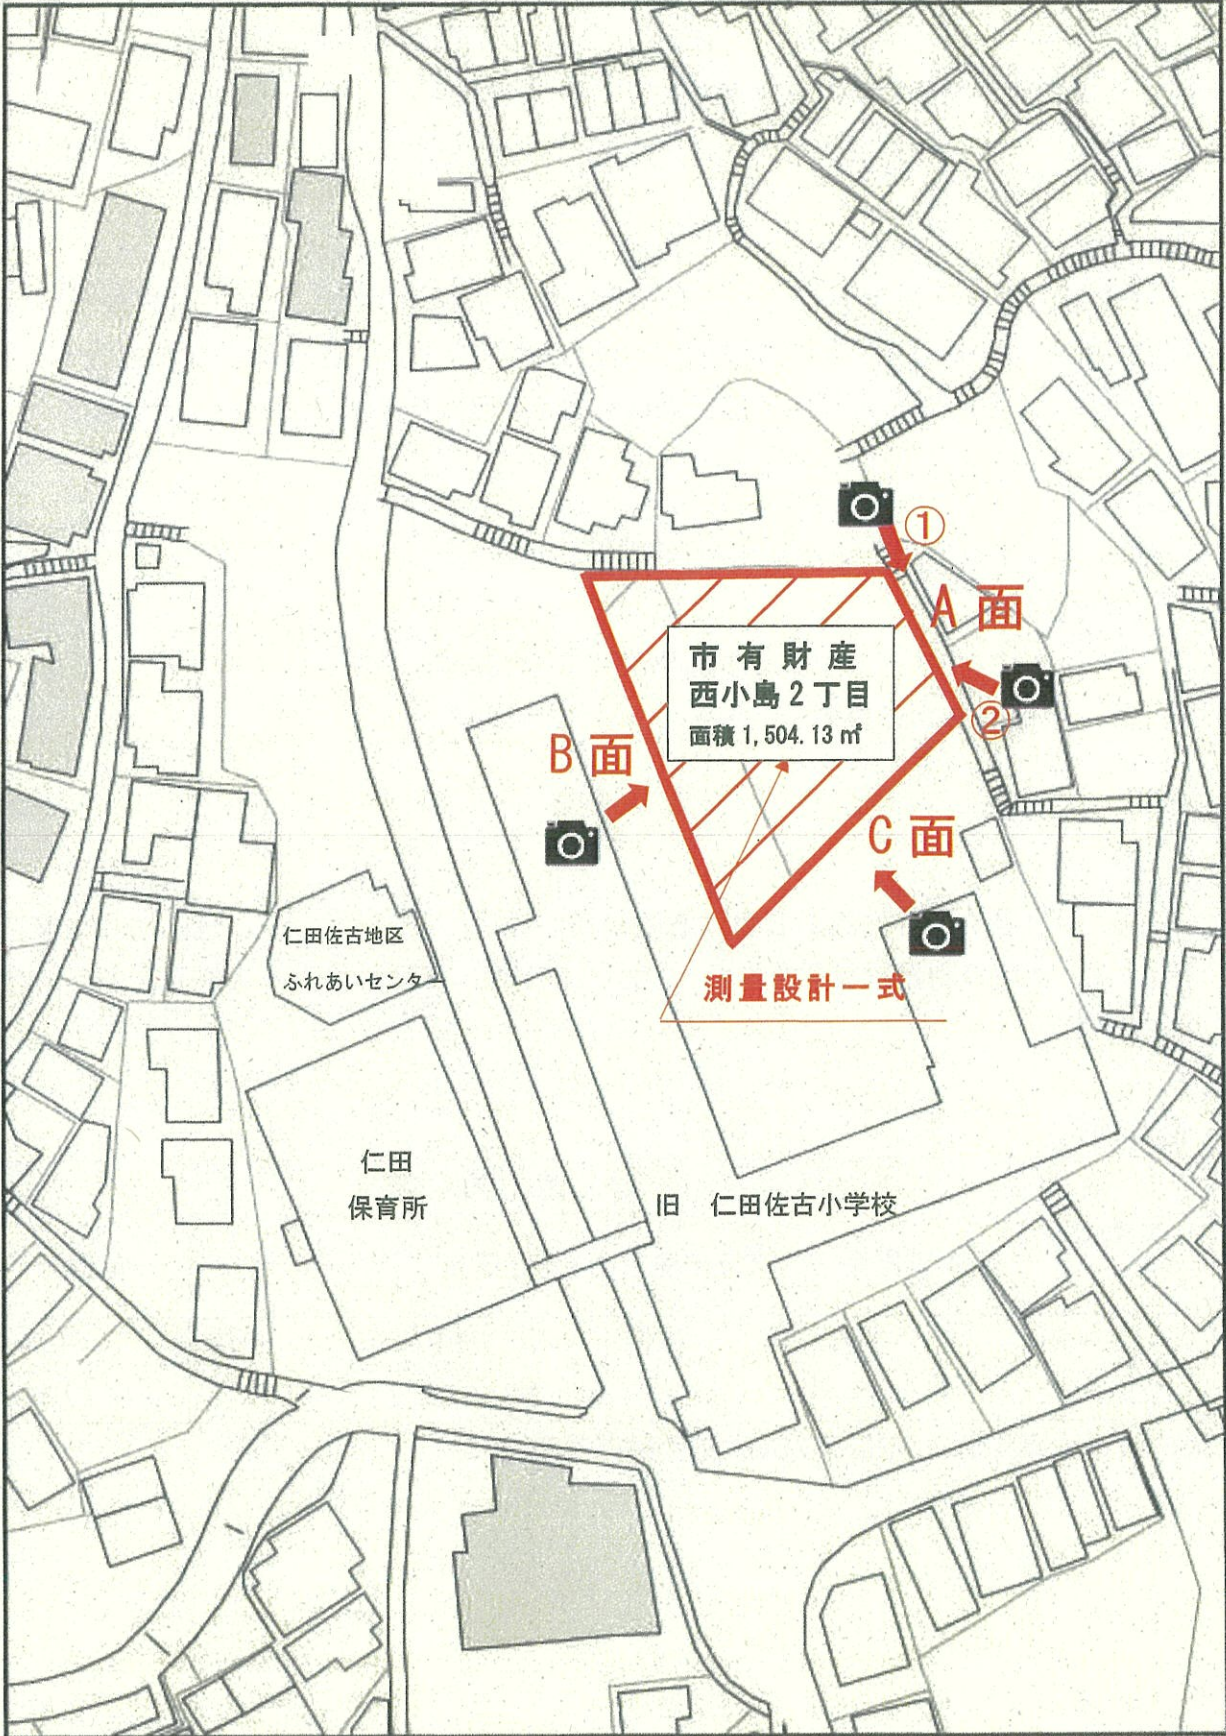 ①
A 面
市 有 財 産
西小島２丁目
面積 1,504.13 ㎡
②
B 面
C 面
仁田佐古地区
ふれあいセンター
測量設計一式
仁田
保育所
旧　仁田佐古小学校